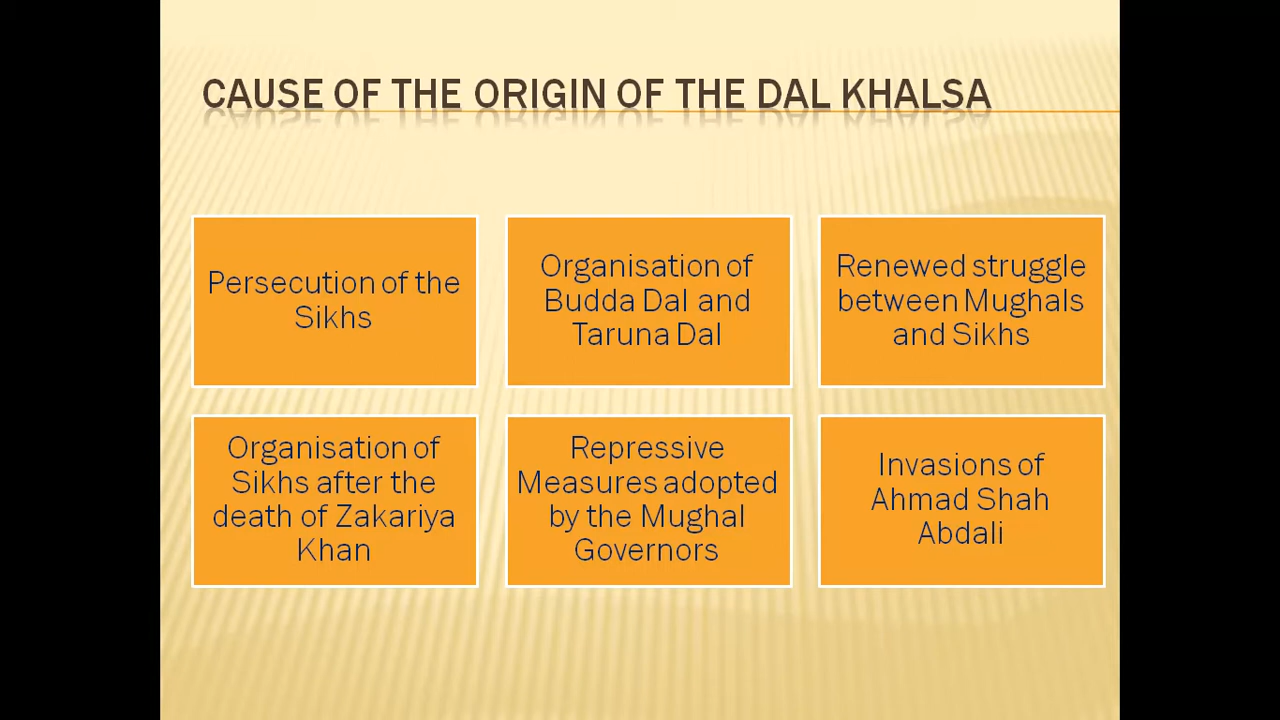 CAUSE OF THE ORIGIN OF THE DAL KHALSA
Persecution of the
Sikhs
Organisation of
Budda Dal and
Taruna Dal
Renewed struggle
between Mughals
and Sikhs
Organisation of
Sikhs after the
death of Zakariya
Khan
Repressive
Measures adopted
by the Mughal
Governors
Invasions of
Ahmad Shah
Abdali